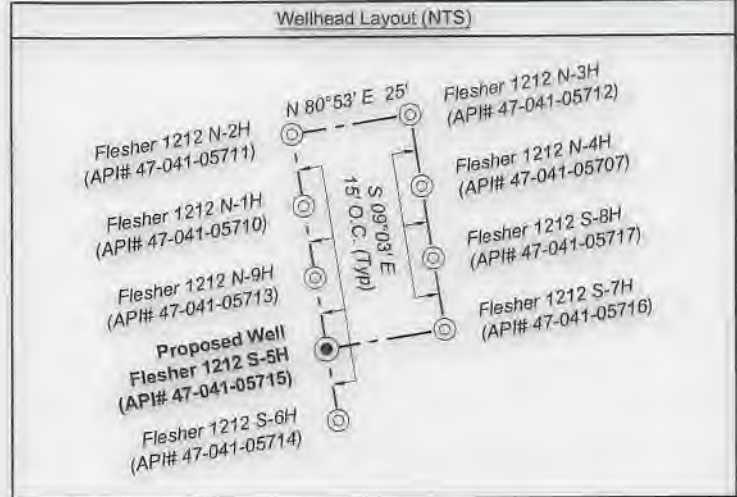 Wellhead Layout (NTS)
Flesher 1212 N-2H
(API# 47-041-05711)
N 80°53' E 25'
Flesher 1212 N-3H
(API# 47-041-05712)
Flesher 1212 N-1H
(API# 47-041-05710)
Flesher 1212 N-4H
(API# 47-041-05707)
S 09°03' E
15' O.C. (Typ)
Flesher 1212 N-9H
(API# 47-041-05713)
Flesher 1212 S-8H
(API# 47-041-05717)
Proposed Well
Flesher 1212 S-5H
(API# 47-041-05715)
Flesher 1212 S-7H
(API# 47-041-05716)
Flesher 1212 S-6H
(API# 47-041-05714)